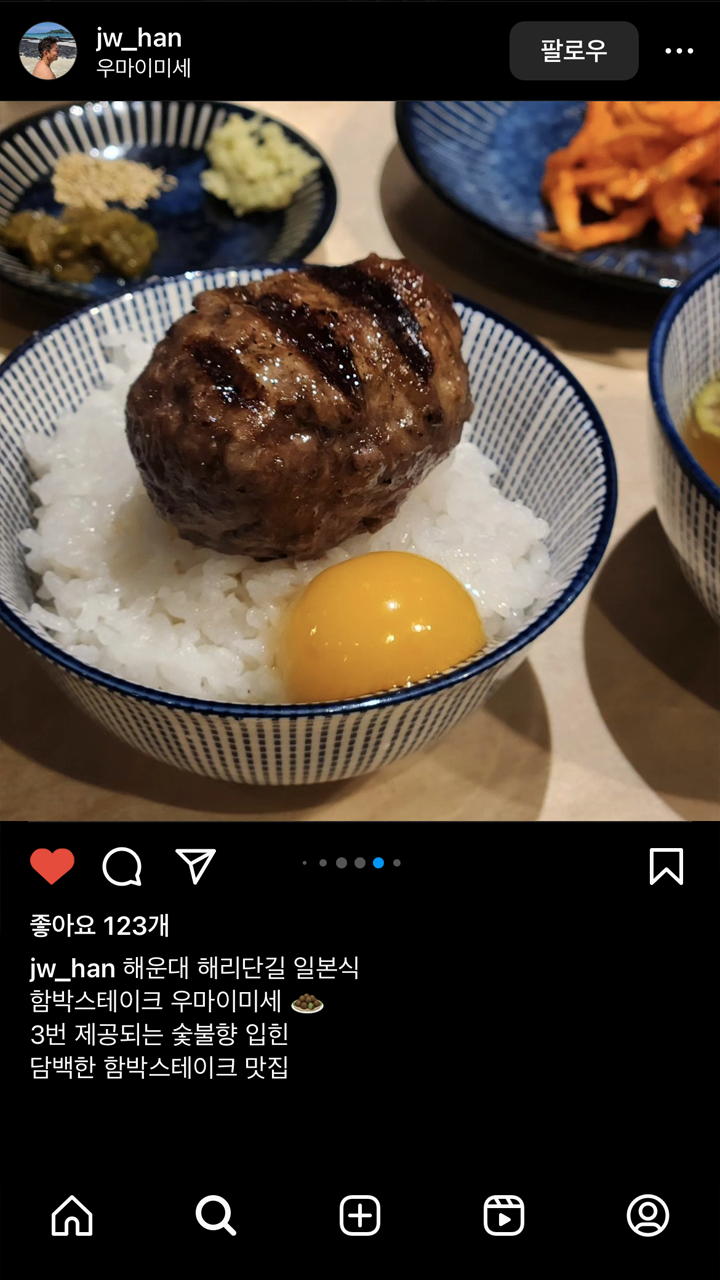 jw_han
우마이미세
팔로우
좋아요 123개
jw_han 해운대 해리단길 일본식
함박스테이크 우마이미세
3번 제공되는 숯불향 입힌
담백한 함박스테이크 맛집